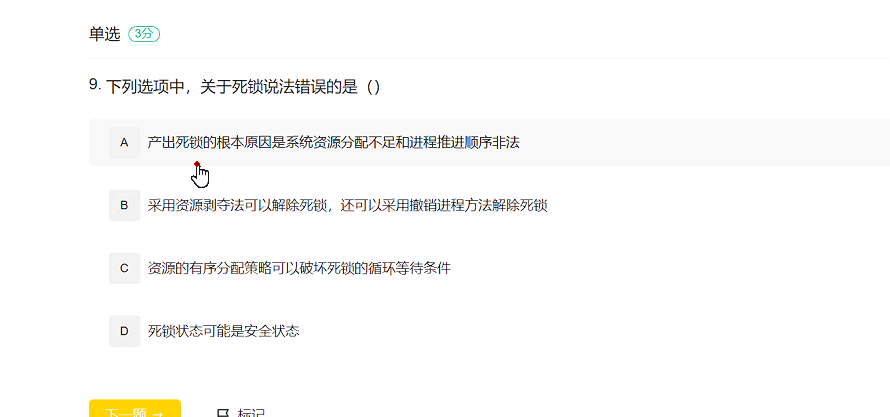 单选 3分
9. 下列选项中，关于死锁说法错误的是（）
A 产出死锁的根本原因是系统资源分配不足和进程推进顺序非法
B 采用资源剥夺法可以解除死锁，还可以采用撤销进程方法解除死锁
C 资源的有序分配策略可以破坏死锁的循环等待条件
D 死锁状态可能是安全状态
下一题 → 标记